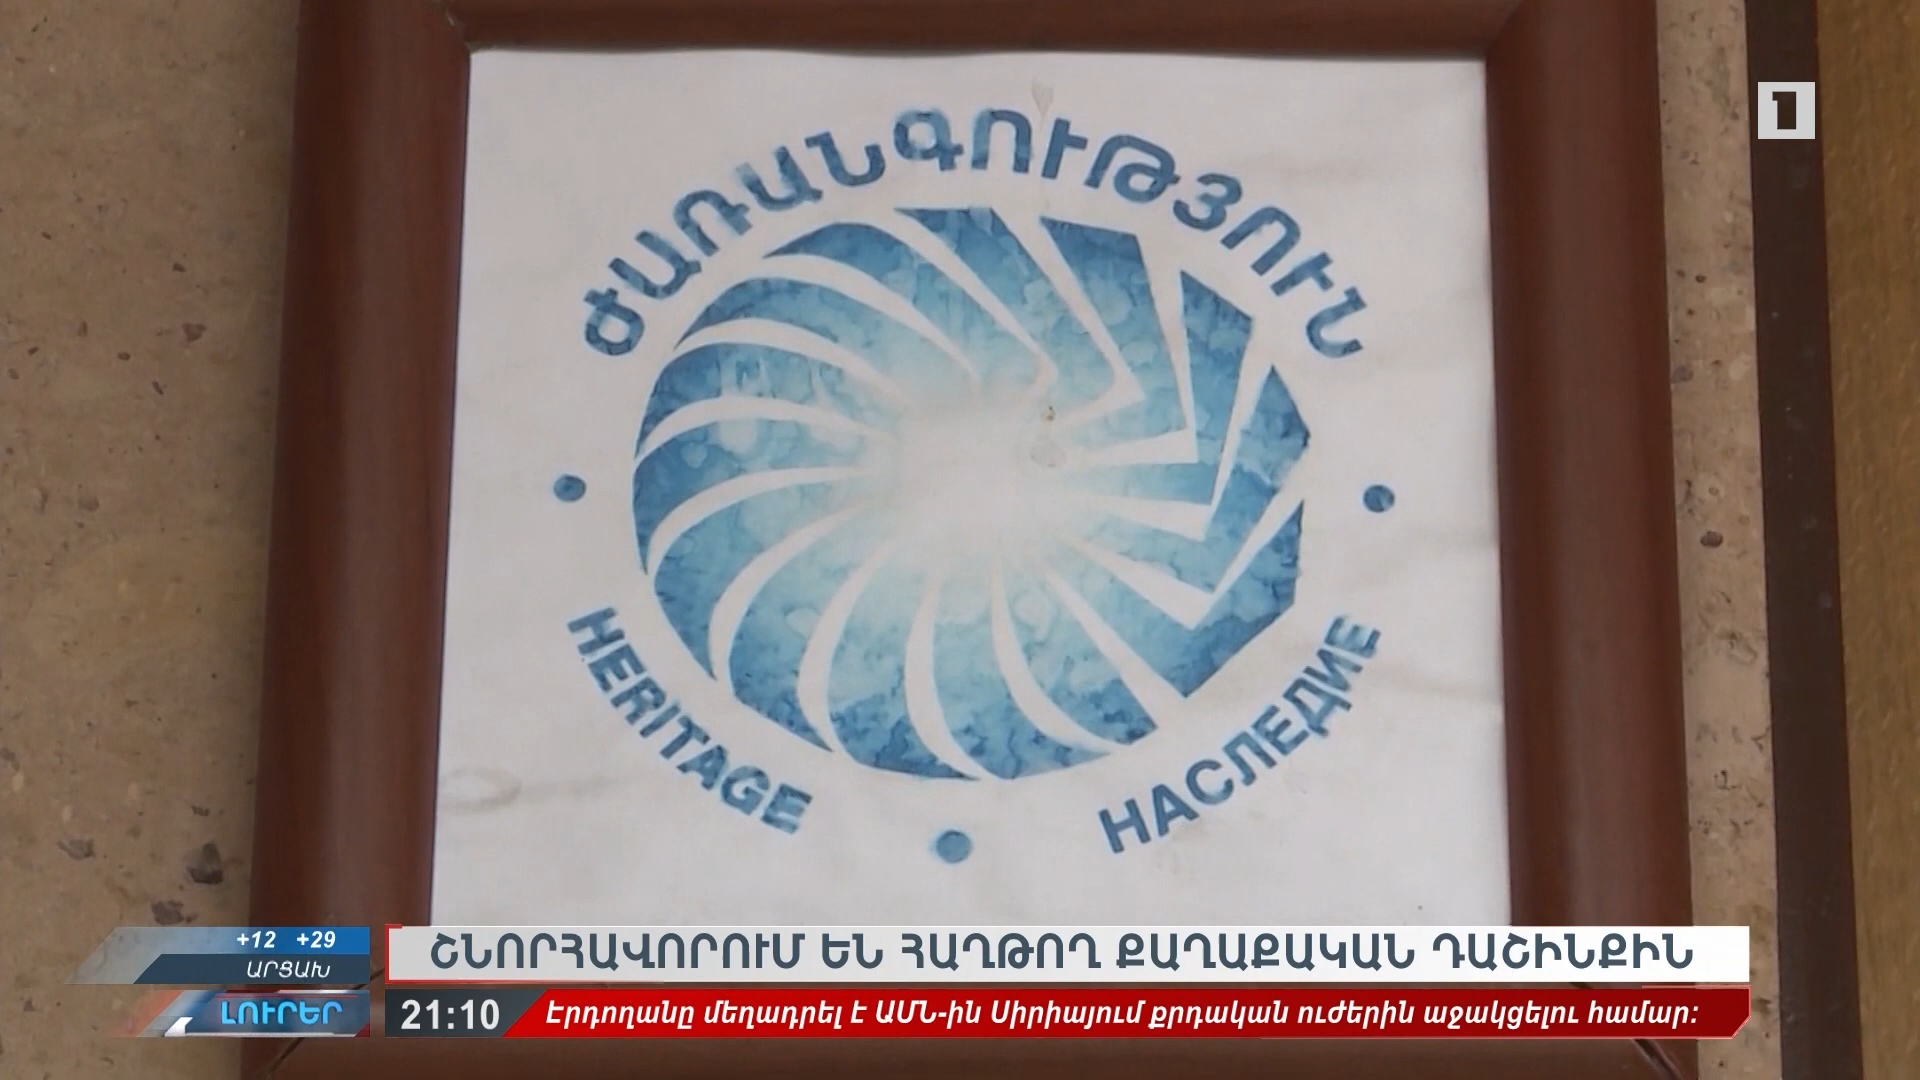 1
ԺԱՌԱՆԳՈՒԹՅՈՒՆ
HERITAGE
НАСЛЕДИЕ
+12 +29
ԱՐՑԱԽ
ՇՆՈՐՀԱՎՈՐՈՒՄ ԵՆ ՀԱՂԹՈՂ ՔԱՂԱՔԱԿԱՆ ԴԱՇԻՆՔԻՆ
ԼՈՒՐԵՐ
21:10
Էրդողանը մեղադրել է ԱՄՆ-ին Սիրիայում քրդական ուժերին աջակցելու համար։